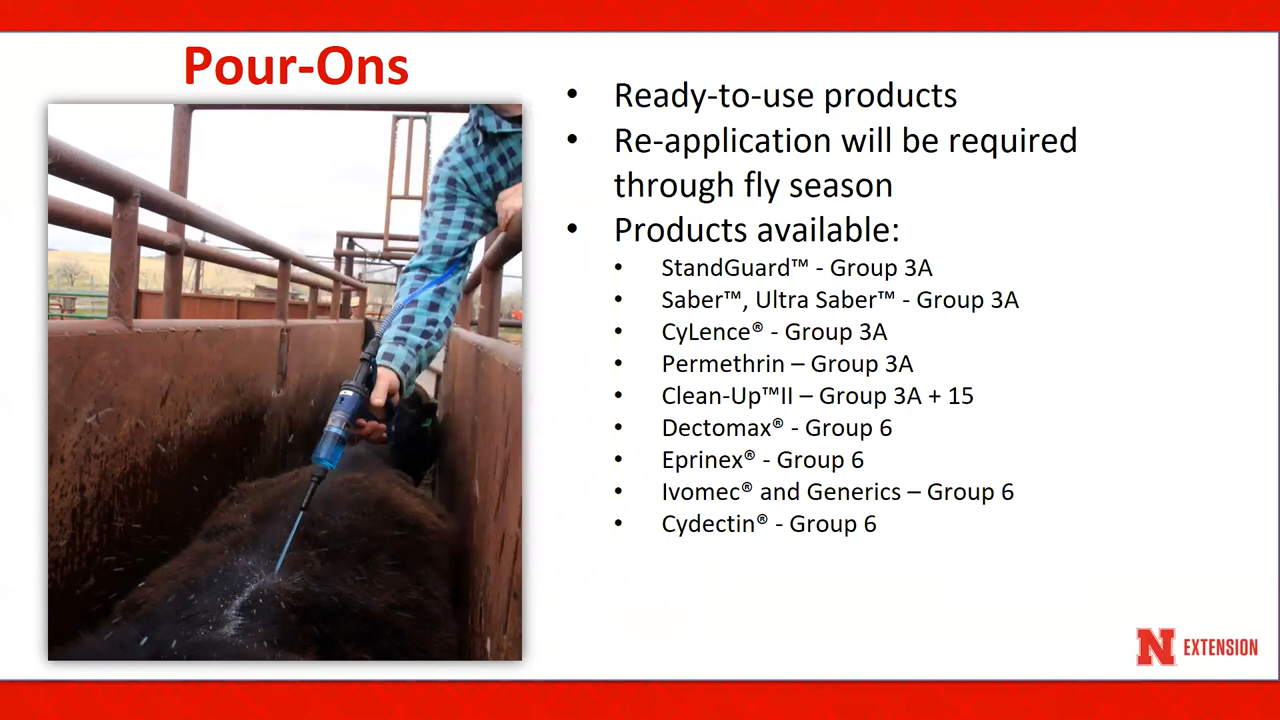 Pour-Ons
• Ready-to-use products
• Re-application will be required
through fly season
• Products available:
• StandGuard™ - Group 3A
• Saber™, Ultra Saber™ - Group 3A
• CyLence® - Group 3A
• Permethrin – Group 3A
• Clean-Up™II – Group 3A + 15
• Dectomax® - Group 6
• Eprinex® - Group 6
• Ivomec® and Generics – Group 6
• Cydectin® - Group 6
N EXTENSION